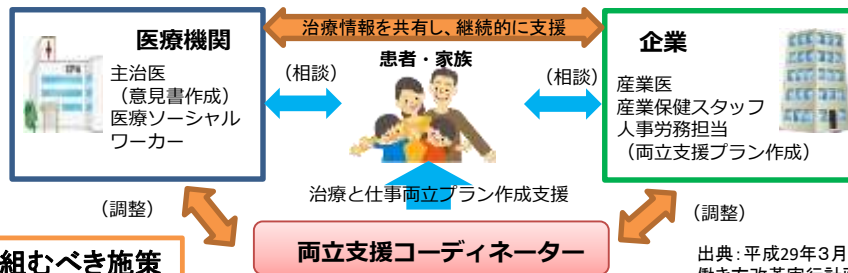 治療情報を共有し、継続的に支援
医療機関
主治医
（意見書作成）
医療ソーシャル
ワーカー
（相談）
患者・家族
（相談）
企業
産業医
産業保健スタッフ
人事労務担当
（両立支援プラン作成）
治療と仕事両立プラン作成支援
（調整）
両立支援コーディネーター
（調整）
組むべき施策
出典：平成29年3月